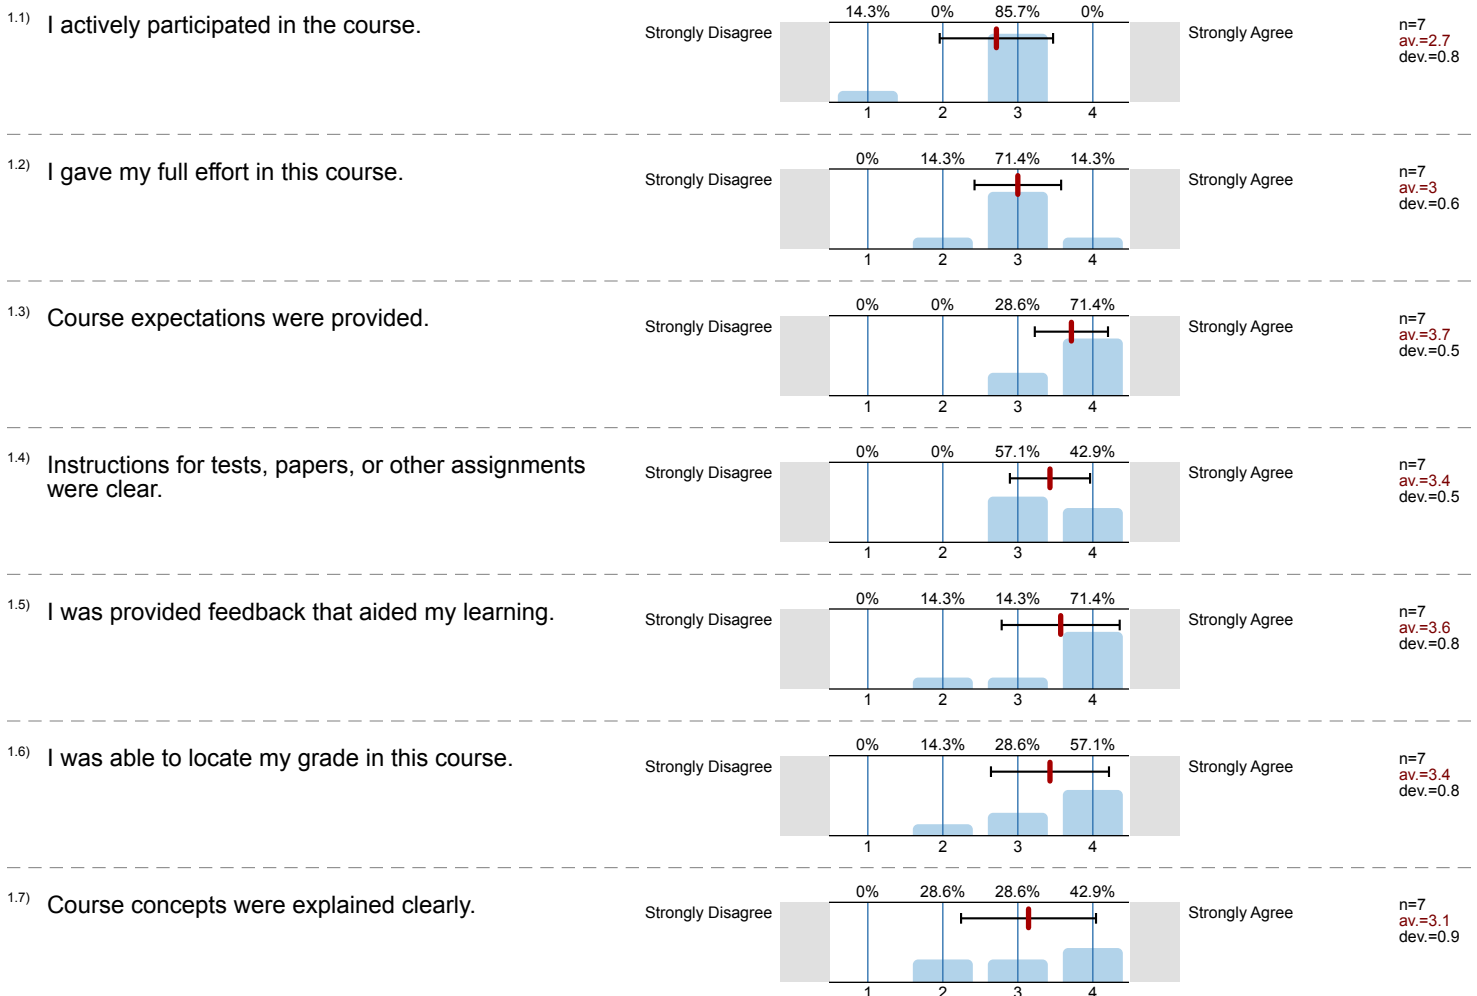 14.3% 0% 85.7% 0%
1.1) I actively participated in the course.
Strongly Disagree Strongly Agree
n=7
av.=2.7
dev.=0.8
1 2 3 4
0% 14.3% 71.4% 14.3%
1.2) I gave my full effort in this course.
Strongly Disagree Strongly Agree
n=7
av.=3
dev.=0.6
1 2 3 4
0% 0% 28.6% 71.4%
1.3) Course expectations were provided.
Strongly Disagree Strongly Agree
n=7
av.=3.7
dev.=0.5
1 2 3 4
0% 0% 57.1% 42.9%
1.4) Instructions for tests, papers, or other assignments
were clear.
Strongly Disagree Strongly Agree
n=7
av.=3.4
dev.=0.5
1 2 3 4
0% 14.3% 14.3% 71.4%
1.5) I was provided feedback that aided my learning.
Strongly Disagree Strongly Agree
n=7
av.=3.6
dev.=0.8
1 2 3 4
0% 14.3% 28.6% 57.1%
1.6) I was able to locate my grade in this course.
Strongly Disagree Strongly Agree
n=7
av.=3.4
dev.=0.8
1 2 3 4
0% 28.6% 28.6% 42.9%
1.7) Course concepts were explained clearly.
Strongly Disagree Strongly Agree
n=7
av.=3.1
dev.=0.9
1 2 3 4